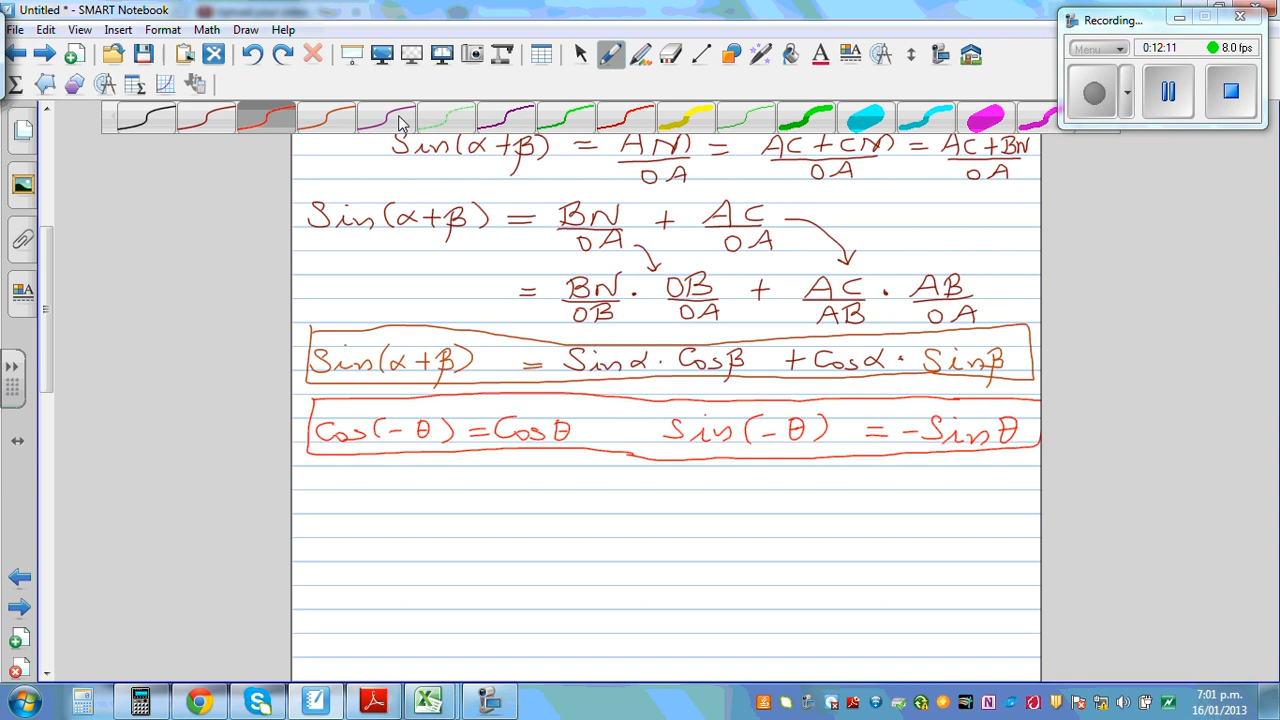 Untitled * - SMART Notebook
File Edit View Insert Format Math Draw Help
Recording...
Menu 0:12:11 8.0 fps
Sin(α+β) = AN/OA = AC+CN/OA = AC+BN/OA
Sin(α+β) = BN/OA + AC/OA
= BN/OB · OB/OA + AC/AB · AB/OA
Sin(α+β) = Sinα · Cosβ + Cosα · Sinβ
Cos(-θ) = Cosθ Sin(-θ) = -Sinθ
7:01 p.m.
16/01/2013